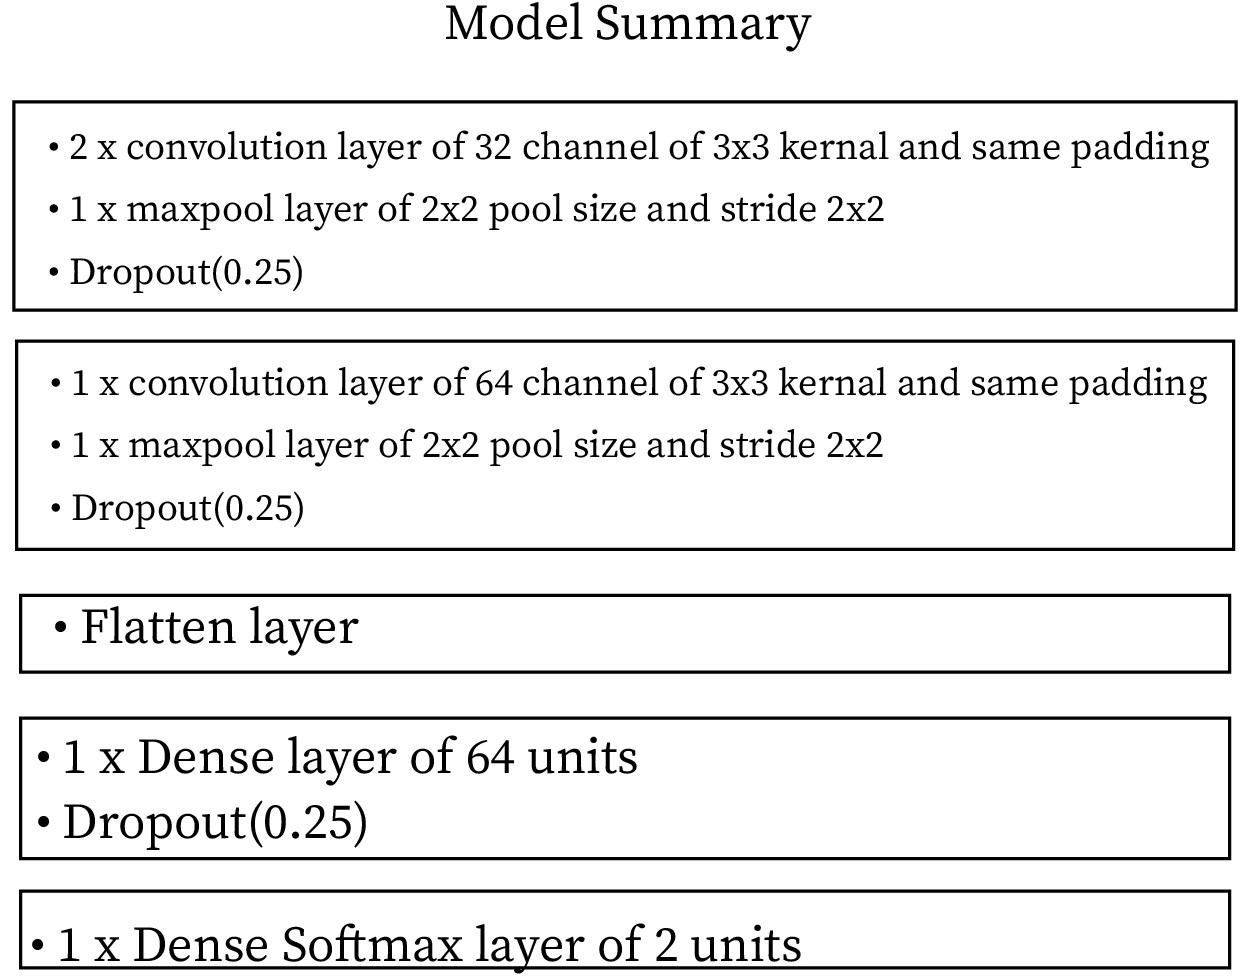 Model Summary
• 2 x convolution layer of 32 channel of 3x3 kernal and same padding
• 1 x maxpool layer of 2x2 pool size and stride 2x2
• Dropout(0.25)
• 1 x convolution layer of 64 channel of 3x3 kernal and same padding
• 1 x maxpool layer of 2x2 pool size and stride 2x2
• Dropout(0.25)
• Flatten layer
• 1 x Dense layer of 64 units
• Dropout(0.25)
• 1 x Dense Softmax layer of 2 units